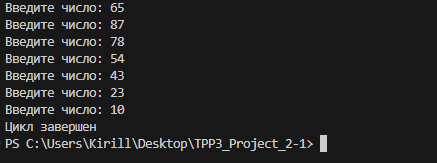 Введите число: 65
Введите число: 87
Введите число: 78
Введите число: 54
Введите число: 43
Введите число: 23
Введите число: 10
Цикл завершен
PS C:\Users\Kirill\Desktop\TPP3_Project_2-1>